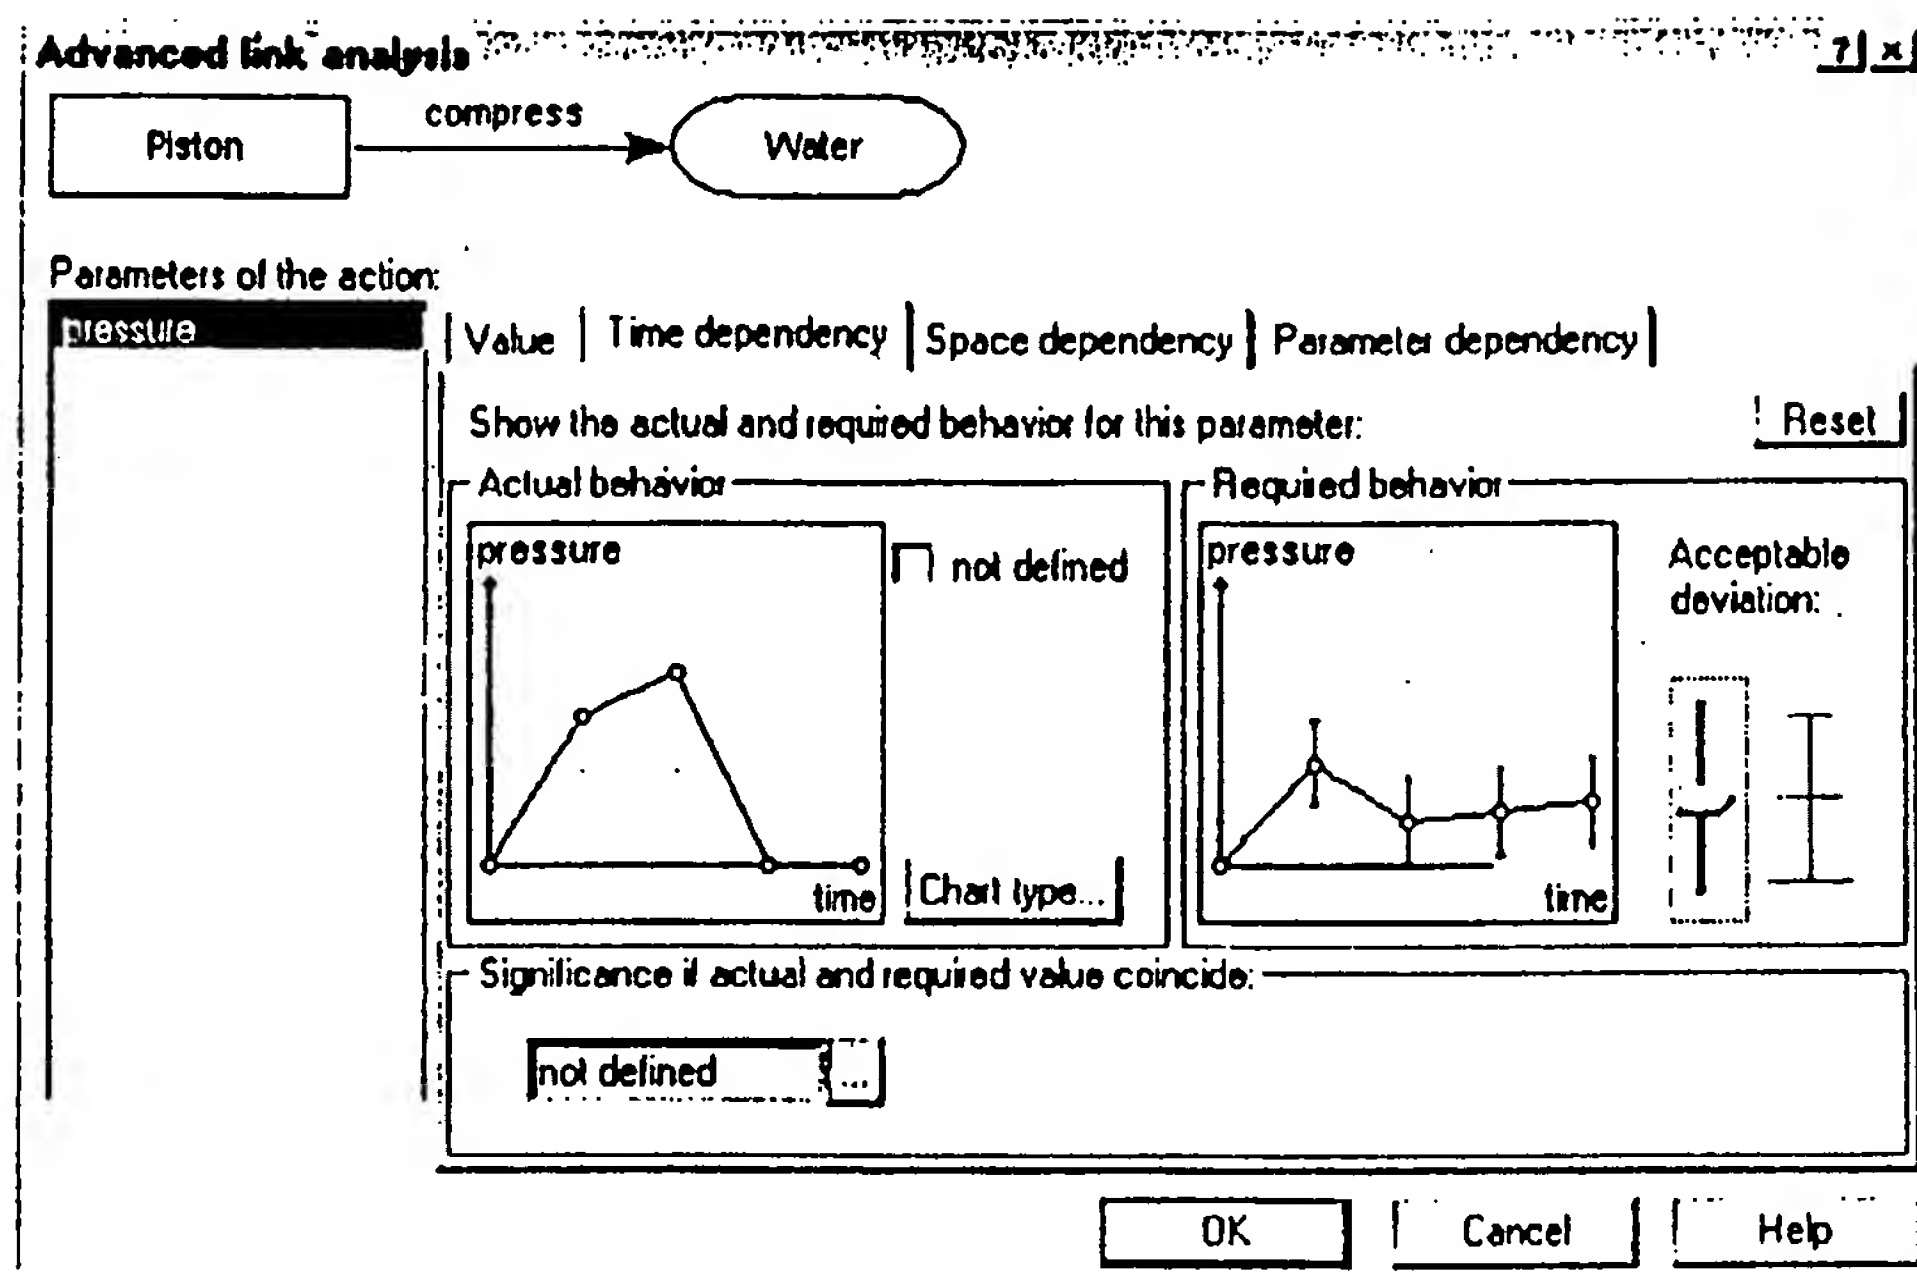 Advanced link analysis
? ×
Piston
compress
Water
Parameters of the action:
pressure
Value
Time dependency
Space dependency
Parameter dependency
Show the actual and required behavior for this parameter:
Reset
Actual behavior
pressure
time
not defined
Chart type...
Required behavior
pressure
time
Acceptable
deviation:
Significance if actual and required value coincide:
not defined
...
OK
Cancel
Help